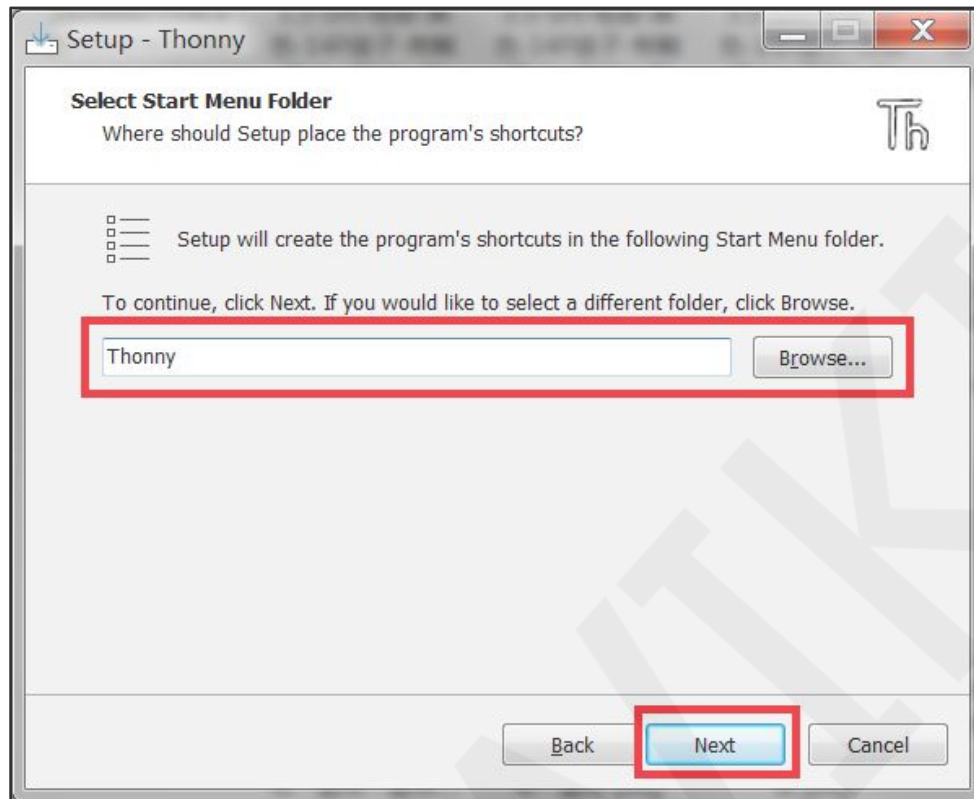 Setup - Thonny
Select Start Menu Folder
Where should Setup place the program's shortcuts?
Th
Setup will create the program's shortcuts in the following Start Menu folder.
To continue, click Next. If you would like to select a different folder, click Browse.
Thonny
Browse...
Back
Next
Cancel